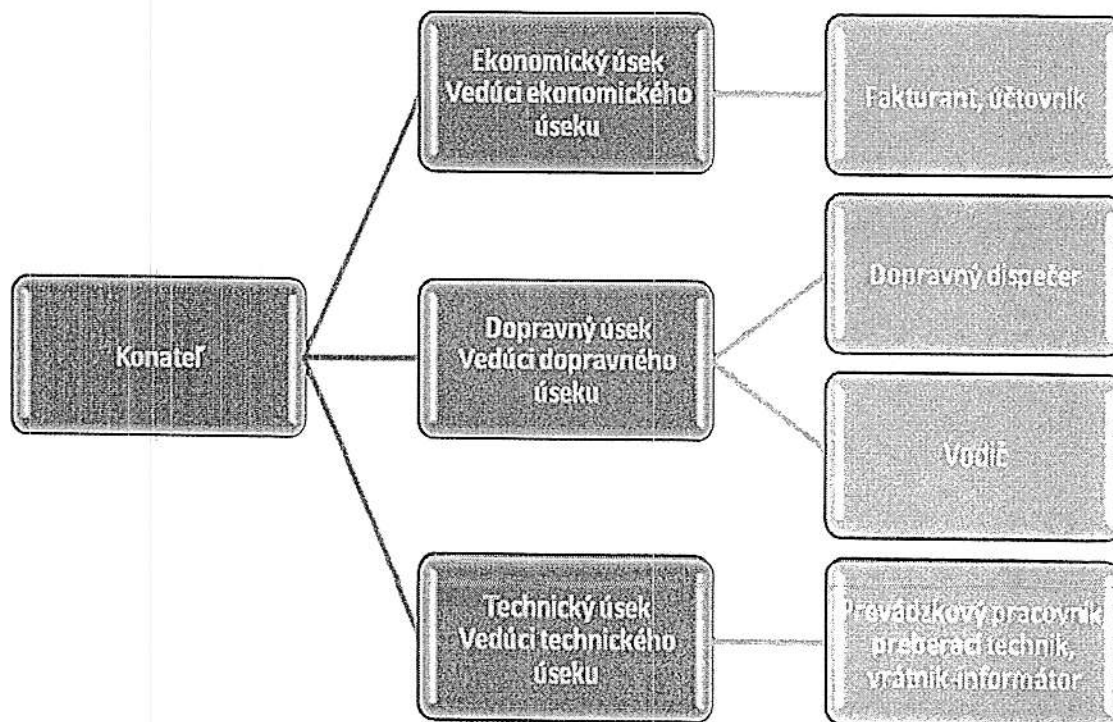 Ekonomický úsek
Vedúci ekonomického
úseku
Fakturant, účtovník
Konateľ
Dopravný úsek
Vedúci dopravného
úseku
Dopravný dispečer
Vodič
Technický úsek
Vedúci technického
úseku
Prevádzkový pracovník
preberací technik,
vrátnik-informátor